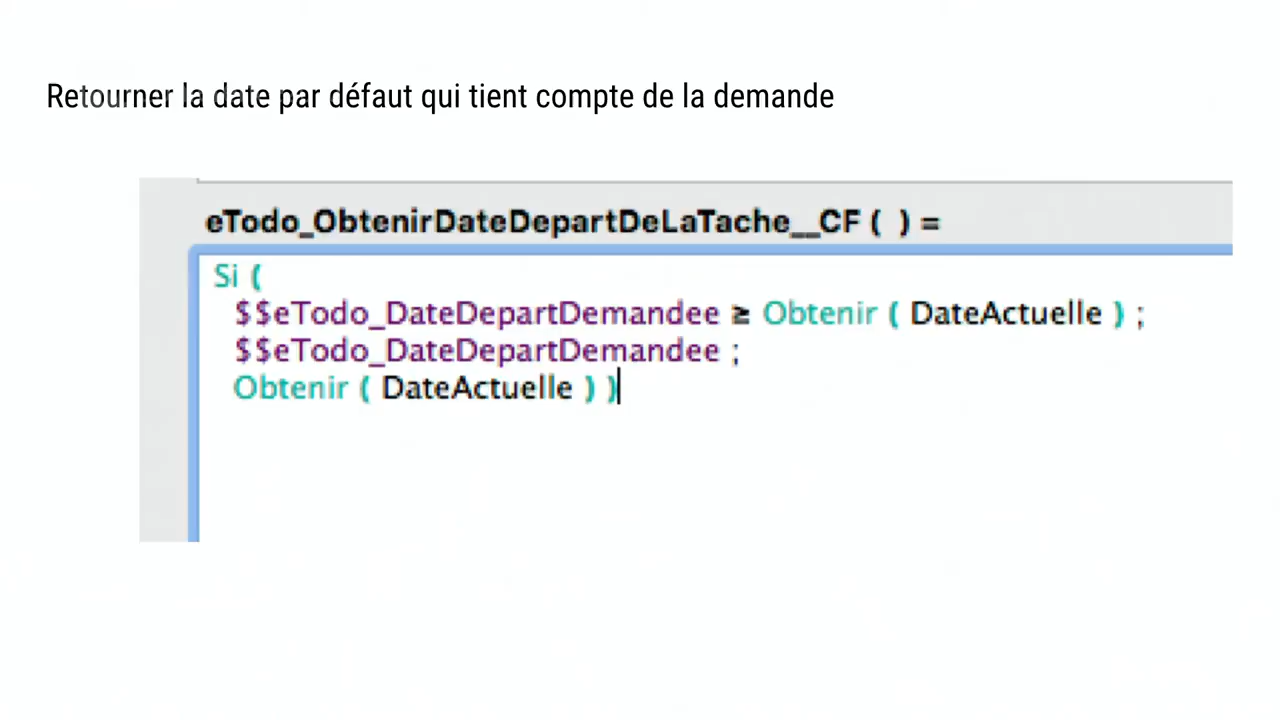 Retourner la date par défaut qui tient compte de la demande
eTodo_ObtenirDateDepartDeLaTache__CF ( ) =
Si (
$$eTodo_DateDepartDemandee ≥ Obtenir ( DateActuelle ) ;
$$eTodo_DateDepartDemandee ;
Obtenir ( DateActuelle ) )